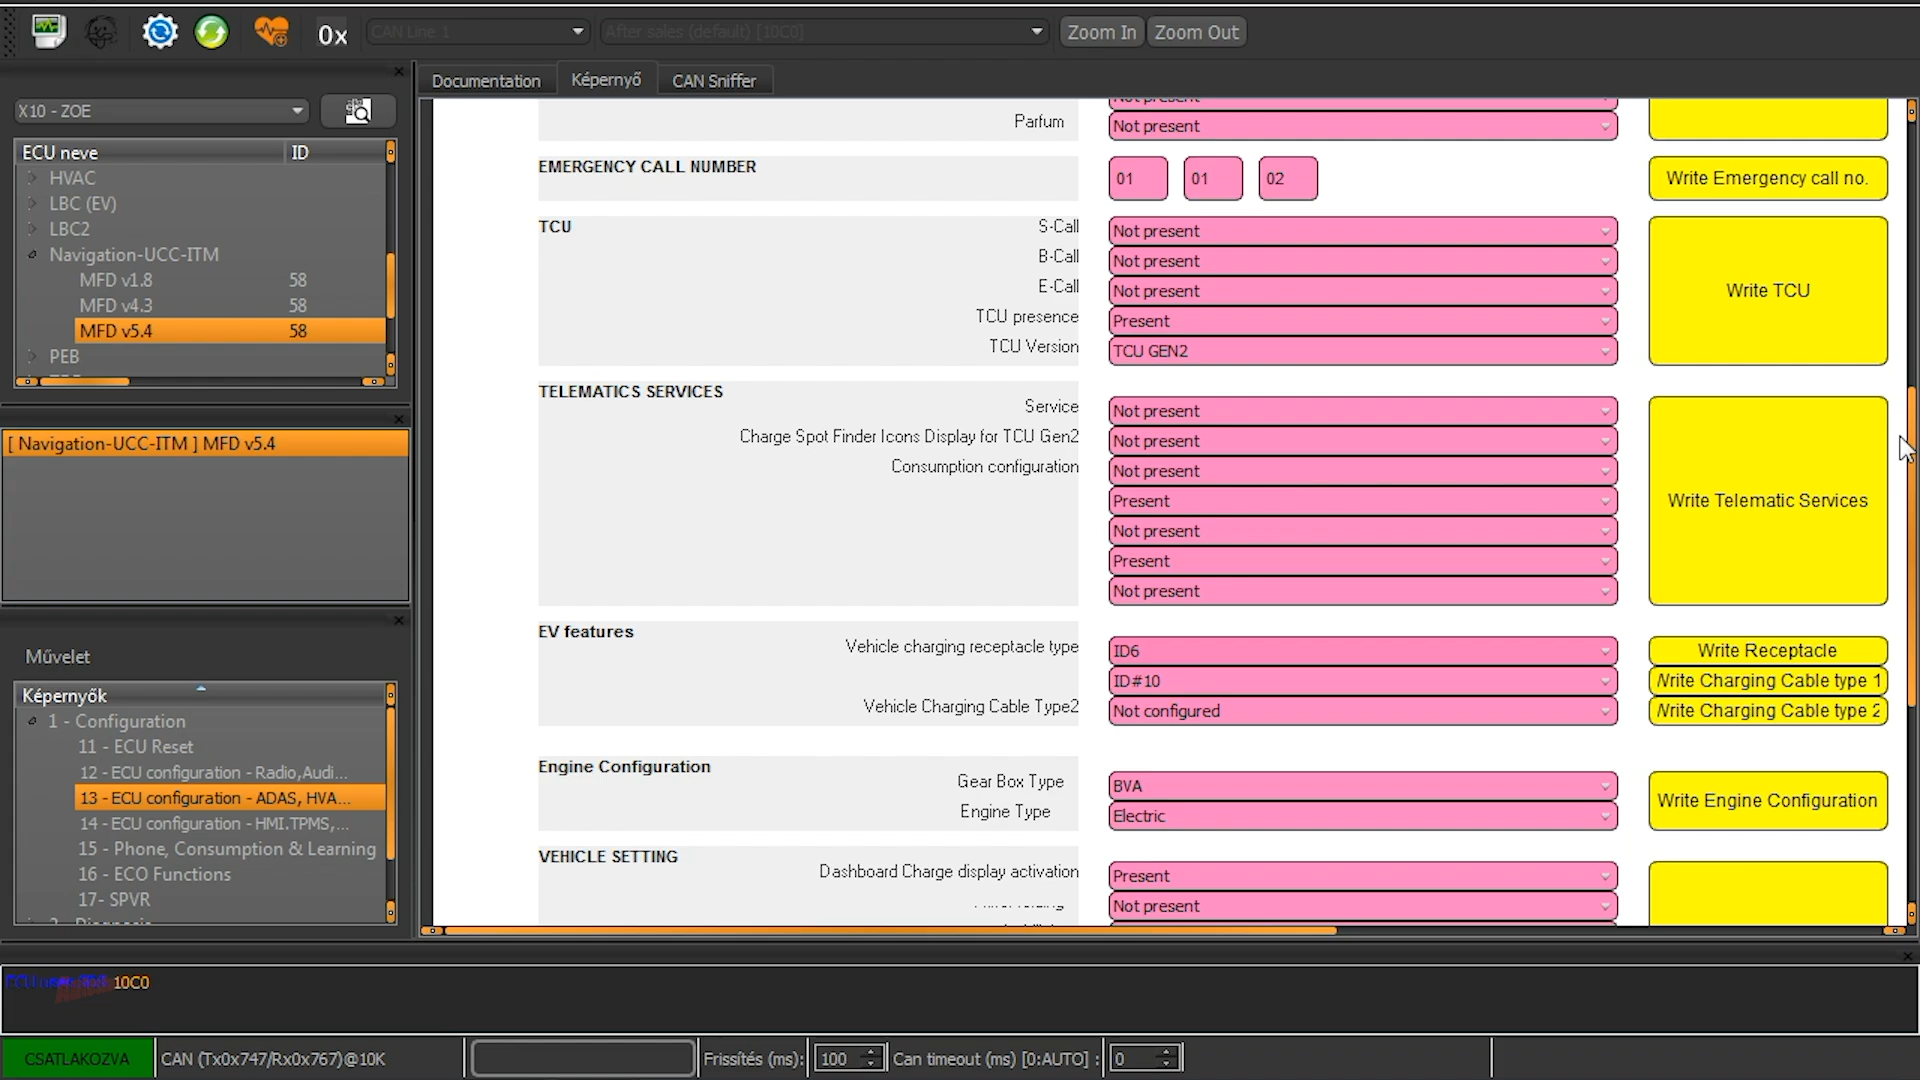 0x
CAN Line 1
After sales (default) [10C0]
Zoom In
Zoom Out
Documentation
Képernyő
CAN Sniffer
X10 - ZOE
ECU neve
ID
HVAC
LBC (EV)
LBC2
Navigation-UCC-ITM
MFD v1.8 58
MFD v4.3 58
MFD v5.4 58
PEB
[ Navigation-UCC-ITM ] MFD v5.4
Művelet
Képernyők
1 - Configuration
11 - ECU Reset
12 - ECU configuration - Radio,Audi...
13 - ECU configuration - ADAS, HVA...
14 - ECU configuration - HMI.TPMS,...
15 - Phone, Consumption & Learning
16 - ECO Functions
17- SPVR
Not present
Parfum Not present
EMERGENCY CALL NUMBER
01 01 02
Write Emergency call no.
TCU
S-Call Not present
B-Call Not present
E-Call Not present
Write TCU
TCU presence Present
TCU Version TCU GEN2
TELEMATICS SERVICES
Service Not present
Charge Spot Finder Icons Display for TCU Gen2 Not present
Consumption configuration Not present
Present
Write Telematic Services
Not present
Present
Not present
EV features
Vehicle charging receptacle type ID6 Write Receptacle
ID#10 Write Charging Cable type 1
Vehicle Charging Cable Type2 Not configured Write Charging Cable type 2
Engine Configuration
Gear Box Type BVA
Write Engine Configuration
Engine Type Electric
VEHICLE SETTING
Dashboard Charge display activation Present
Not present
10C0
CSATLAKOZVA
CAN (Tx0x747/Rx0x767)@10K
Frissítés (ms): 100
Can timeout (ms) [0:AUTO] : 0